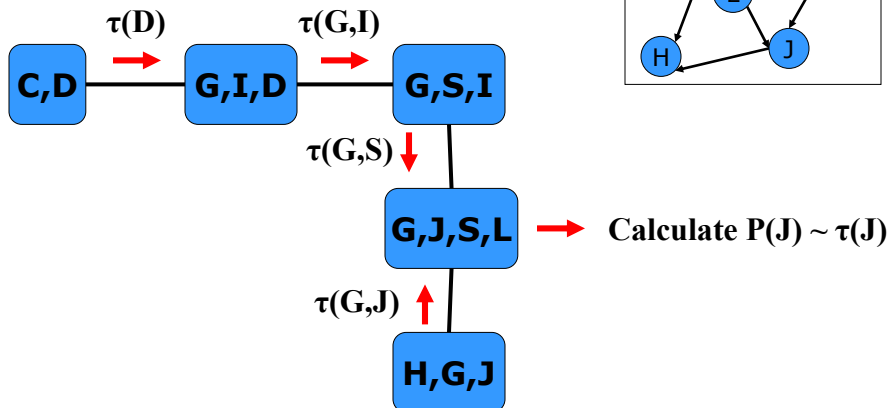 τ(D)
τ(G,I)
C,D
G,I,D
G,S,I
H
J
τ(G,S)
G,J,S,L
Calculate P(J) ~ τ(J)
τ(G,J)
H,G,J